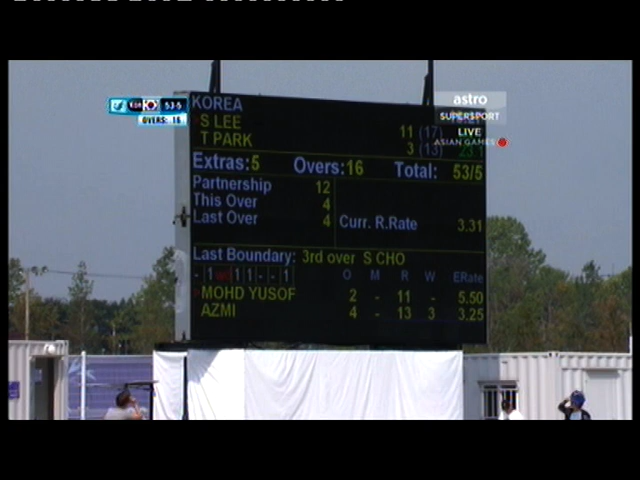 KOR 53-5
OVERS: 16
astro
SUPERSPORT
LIVE
ASIAN GAMES
KOREA
S LEE 11 (17)
T PARK 3 (13)
Extras:5 Overs:16 Total: 53/5
Partnership 12
This Over 4
Last Over 4 Curr. R.Rate 3.31
Last Boundary: 3rd over S CHO
- 1 1 1 - - 1 O M R W ERate
MOHD YUSOF 2 - 11 - 5.50
AZMI 4 - 13 3 3.25